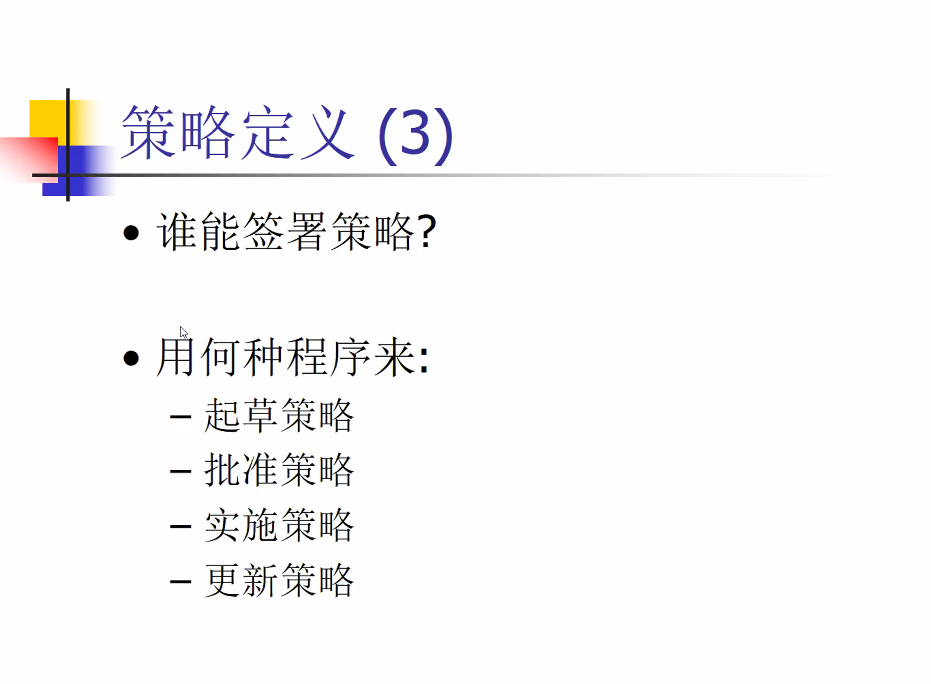 策略定义 (3)
• 谁能签署策略?
• 用何种程序来:
– 起草策略
– 批准策略
– 实施策略
– 更新策略